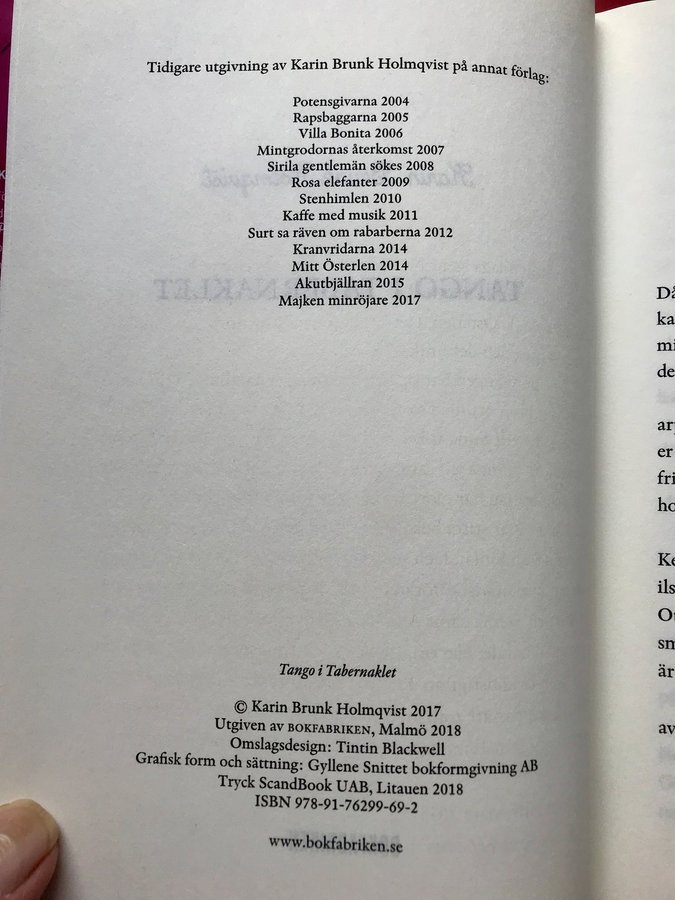 Tidigare utgivning av Karin Brunk Holmqvist på annat förlag:
Potensgivarna 2004
Rapsbaggarna 2005
Villa Bonita 2006
Mintgrodornas återkomst 2007
Sirila gentlemän sökes 2008
Rosa elefanter 2009
Stenhimlen 2010
Kaffe med musik 2011
Surt sa räven om rabarberna 2012
Kranvridarna 2014
Mitt Österlen 2014
Akutbjällran 2015
Majken minröjare 2017
Tango i Tabernaklet
© Karin Brunk Holmqvist 2017
Utgiven av BOKFABRIKEN, Malmö 2018
Omslagsdesign: Tintin Blackwell
Grafisk form och sättning: Gyllene Snittet bokformgivning AB
Tryck ScandBook UAB, Litauen 2018
ISBN 978-91-76299-69-2
www.bokfabriken.se